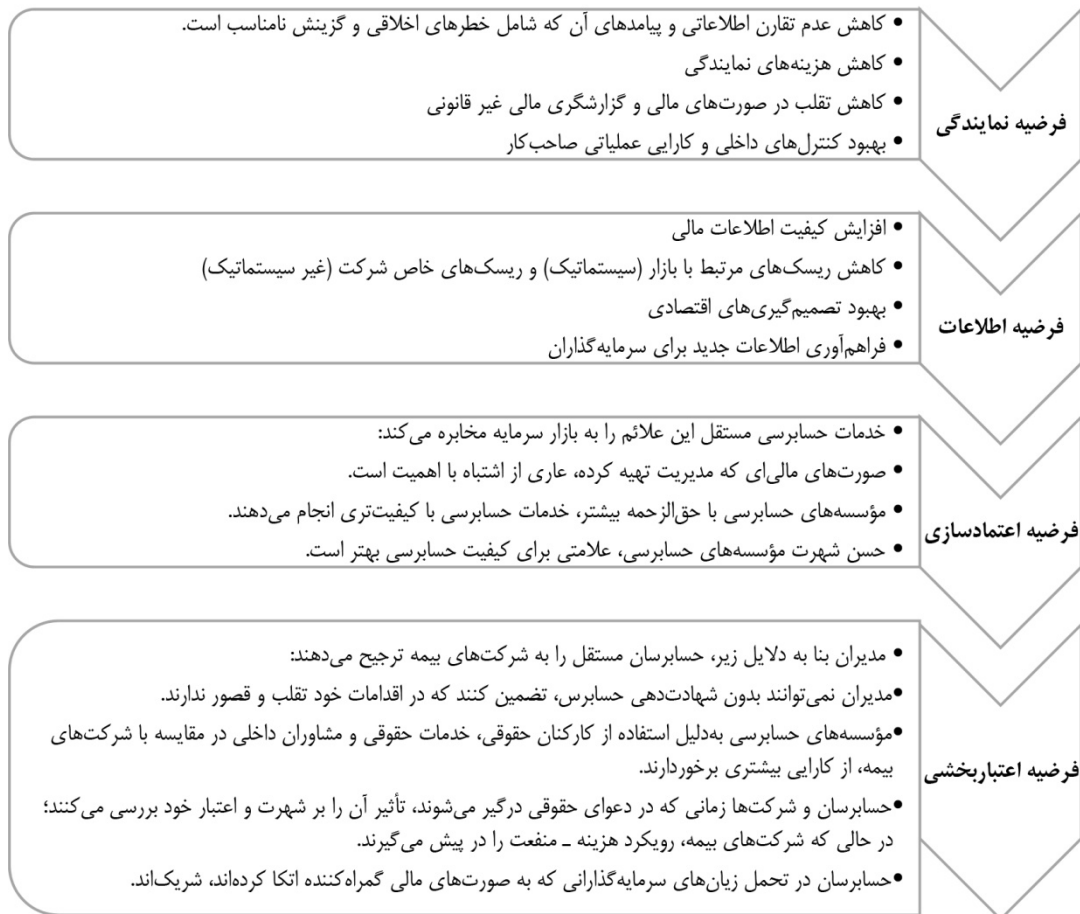 فرضیه نمایندگی
• کاهش عدم تقارن اطلاعاتی و پیامدهای آن که شامل خطرهای اخلاقی و گزینش نامناسب است.
• کاهش هزینه‌های نمایندگی
• کاهش تقلب در صورت‌های مالی و گزارشگری مالی غیر قانونی
• بهبود کنترل‌های داخلی و کارایی عملیاتی صاحب‌کار
فرضیه اطلاعات
• افزایش کیفیت اطلاعات مالی
• کاهش ریسک‌های مرتبط با بازار (سیستماتیک) و ریسک‌های خاص شرکت (غیر سیستماتیک)
• بهبود تصمیم‌گیری‌های اقتصادی
• فراهم‌آوری اطلاعات جدید برای سرمایه‌گذاران
فرضیه اعتمادسازی
• خدمات حسابرسی مستقل این علائم را به بازار سرمایه مخابره می‌کند:
• صورت‌های مالی‌ای که مدیریت تهیه کرده، عاری از اشتباه با اهمیت است.
• مؤسسه‌های حسابرسی با حق‌الزحمه بیشتر، خدمات حسابرسی با کیفیت‌تری انجام می‌دهند.
• حسن شهرت مؤسسه‌های حسابرسی، علامتی برای کیفیت حسابرسی بهتر است.
فرضیه اعتباربخشی
• مدیران بنا به دلایل زیر، حسابرسان مستقل را به شرکت‌های بیمه ترجیح می‌دهند:
•مدیران نمی‌توانند بدون شهادت‌دهی حسابرس، تضمین کنند که در اقدامات خود تقلب و قصور ندارند.
•مؤسسه‌های حسابرسی به‌دلیل استفاده از کارکنان حقوقی، خدمات حقوقی و مشاوران داخلی در مقایسه با شرکت‌های
بیمه، از کارایی بیشتری برخوردارند.
•حسابرسان و شرکت‌ها زمانی که در دعوای حقوقی درگیر می‌شوند، تأثیر آن را بر شهرت و اعتبار خود بررسی می‌کنند؛
در حالی که شرکت‌های بیمه، رویکرد هزینه ـ منفعت را در پیش می‌گیرند.
•حسابرسان در تحمل زیان‌های سرمایه‌گذارانی که به صورت‌های مالی گمراه‌کننده اتکا کرده‌اند، شریک‌اند.